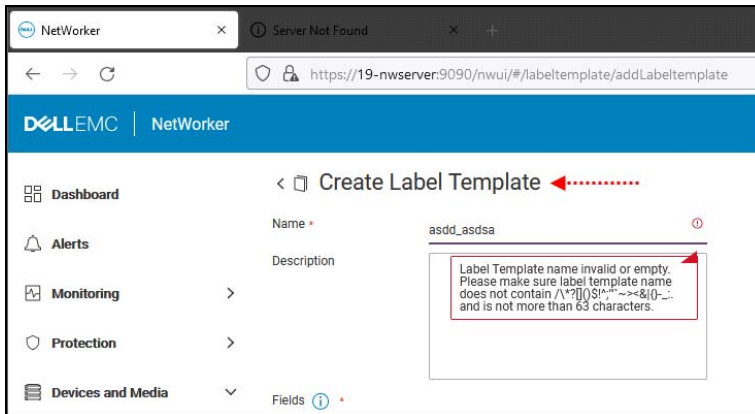 NetWorker
Server Not Found
https://19-nwserver:9090/nwui/#/labeltemplate/addLabeltemplate
DELLEMC | NetWorker
Create Label Template
Dashboard
Name *
asdd_asdsa
Alerts
Description
Label Template name invalid or empty.
Please make sure label template name
does not contain /\*?[]()$!^;'"`~><&|{}-_:.
and is not more than 63 characters.
Monitoring
Protection
Devices and Media
Fields *